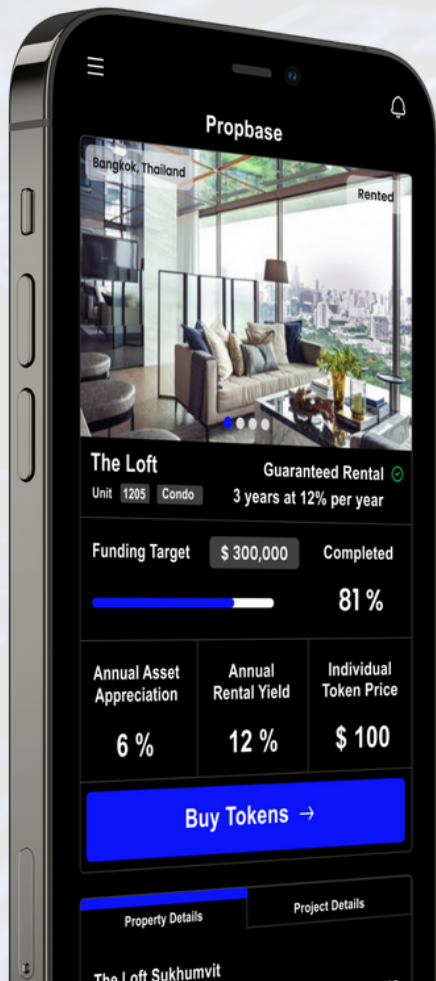 Propbase
Bangkok, Thailand
Rented
The Loft
Unit 1205 Condo
Guaranteed Rental
3 years at 12% per year
Funding Target
$ 300,000
Completed
81 %
Annual Asset
Appreciation
6 %
Annual
Rental Yield
12 %
Individual
Token Price
$ 100
Buy Tokens →
Property Details
Project Details
The Loft Sukhumvit